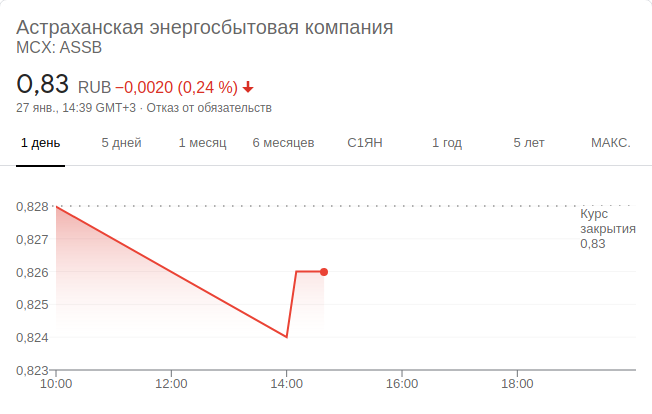 Астраханская энергосбытовая компания
MCX: ASSB
0,83 RUB −0,0020 (0,24 %)
27 янв., 14:39 GMT+3 · Отказ от обязательств
1 день 5 дней 1 месяц 6 месяцев С1ЯН 1 год 5 лет МАКС.
0,828
Курс
закрытия
0,83
0,827
0,826
0,825
0,824
0,823
10:00 12:00 14:00 16:00 18:00